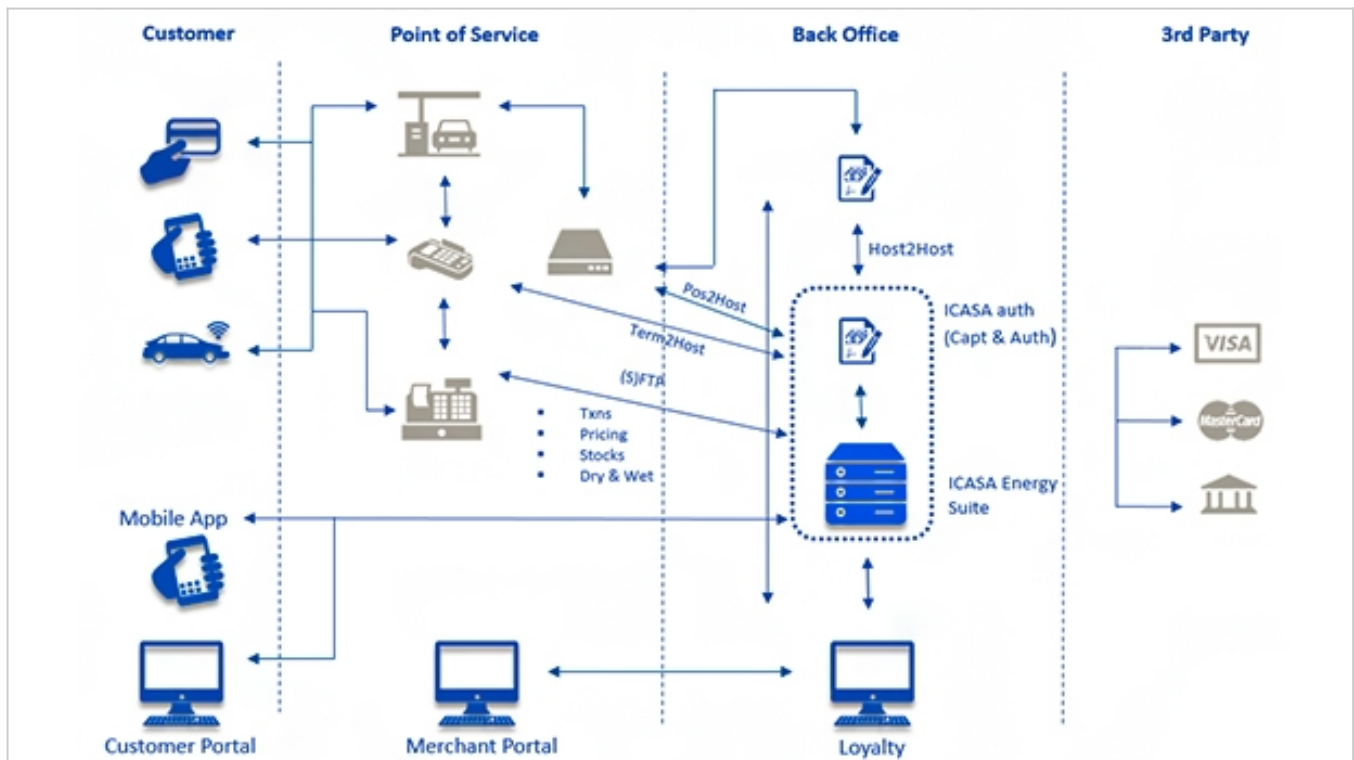 Customer
Point of Service
Back Office
3rd Party
Host2Host
Pos2Host
Term2Host
ICASA auth
(Capt & Auth)
VISA
(S)FTP
• Txns
• Pricing
• Stocks
• Dry & Wet
MasterCard
ICASA Energy
Suite
Mobile App
Customer Portal
Merchant Portal
Loyalty